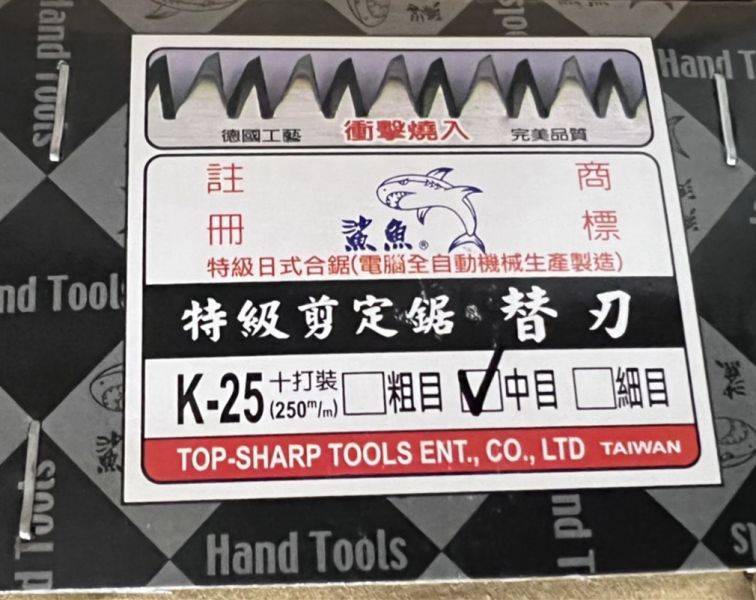 德國工藝 衝擊燒入 完美品質
註 商
冊 標
鯊魚®
特級日式合鋸(電腦全自動機械生產製造)
特級剪定鋸·替刃
K-25 十打裝 (250m/m) 粗目 中目 細目
TOP-SHARP TOOLS ENT., CO., LTD TAIWAN
Hand Tools
Hand Tools
Hand T
nd Tool